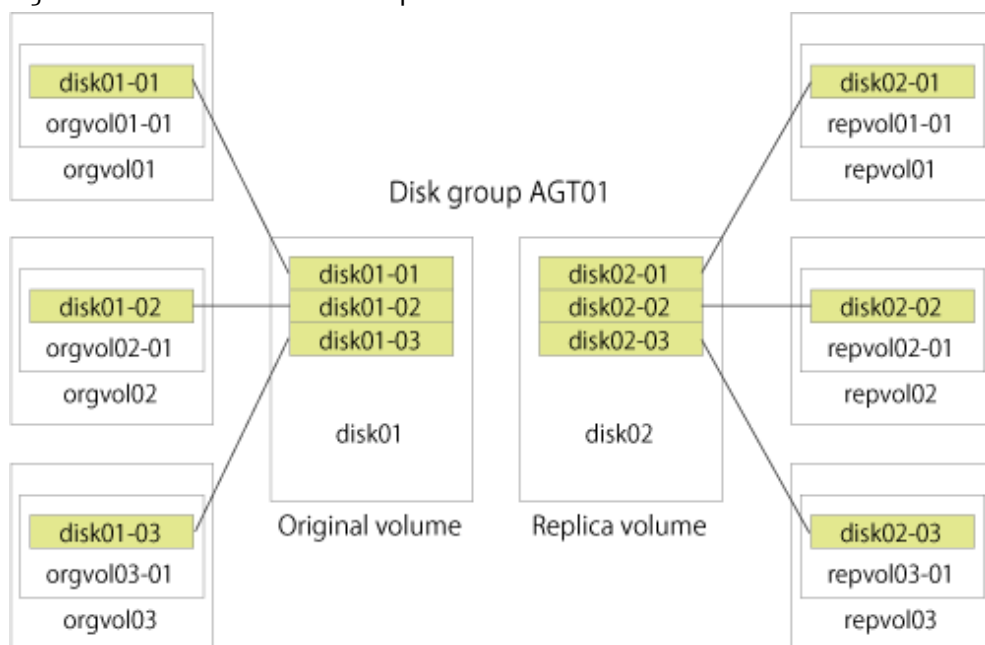 disk01-01
orgvol01-01
orgvol01
disk02-01
repvol01-01
repvol01
Disk group AGT01
disk01-02
orgvol02-01
orgvol02
disk01-01
disk01-02
disk01-03
disk01
Original volume
disk02-01
disk02-02
disk02-03
disk02
Replica volume
disk02-02
repvol02-01
repvol02
disk01-03
orgvol03-01
orgvol03
disk02-03
repvol03-01
repvol03